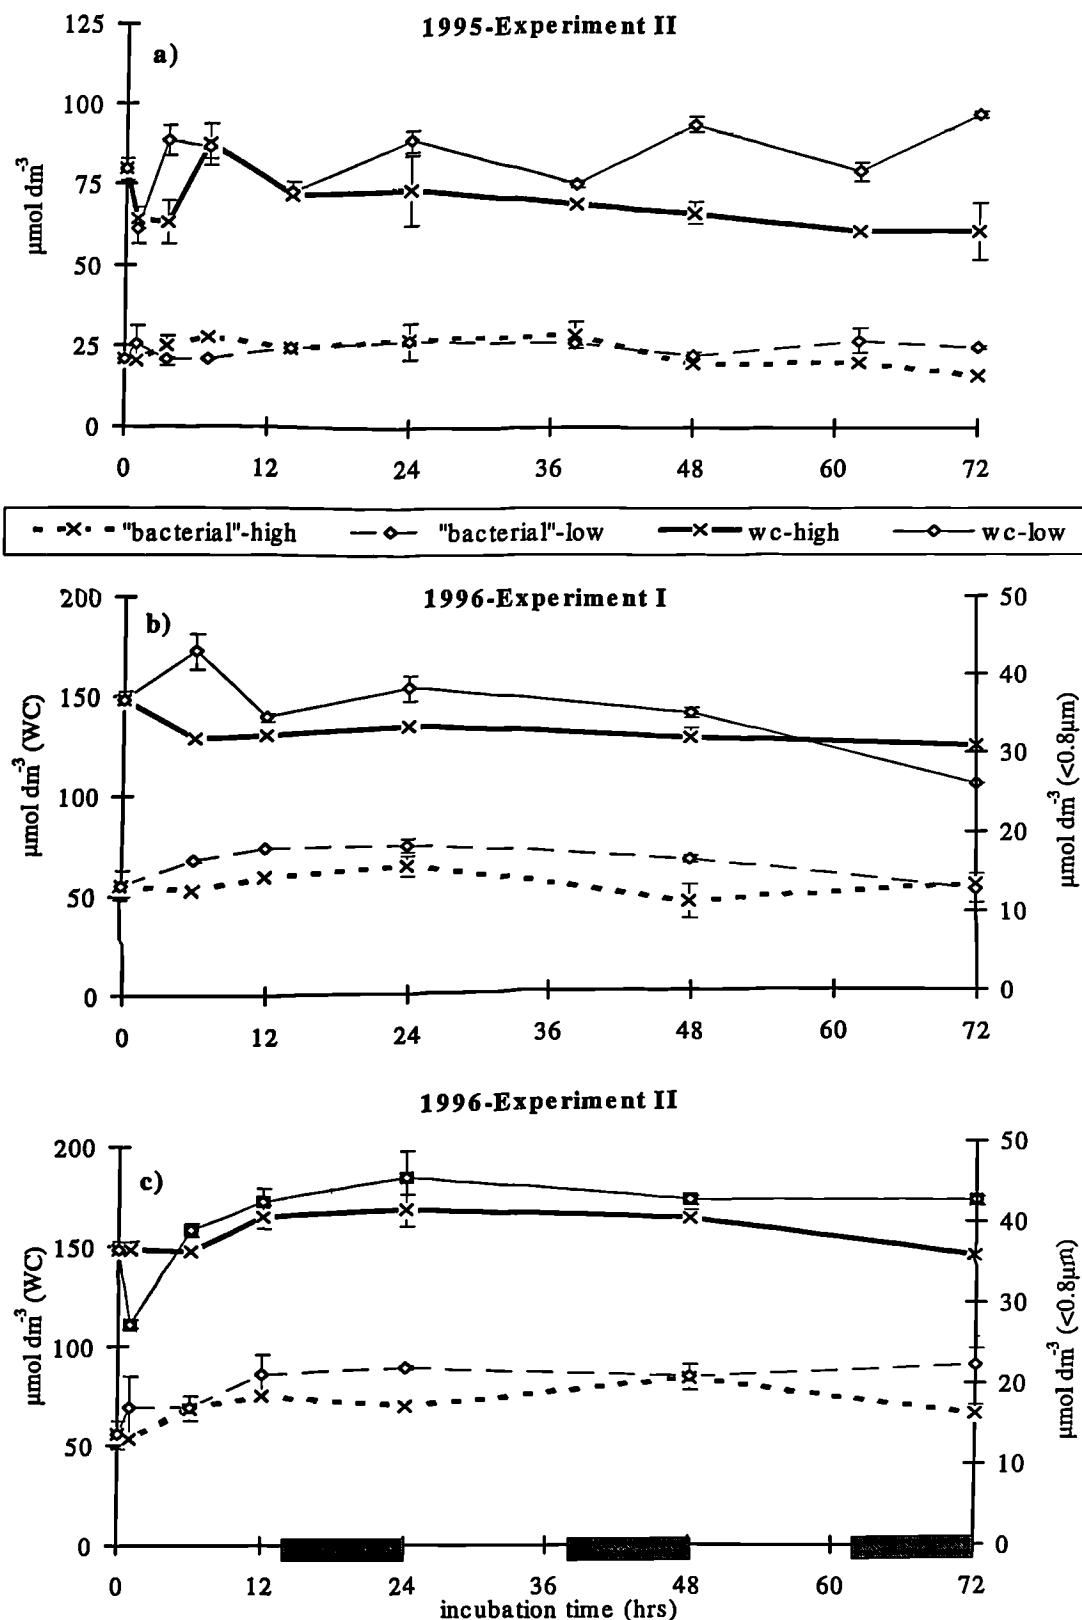 1995-Experiment II
a)
125
100
75
50
25
0
µmol dm-3
0 12 24 36 48 60 72
"bacterial"-high "bacterial"-low wc-high wc-low
1996-Experiment I
b)
200
150
100
50
0
µmol dm-3 (WC)
50
40
30
20
10
0
µmol dm-3 (<0.8µm)
0 12 24 36 48 60 72
1996-Experiment II
c)
200
150
100
50
0
µmol dm-3 (WC)
50
40
30
20
10
0
µmol dm-3 (<0.8µm)
0 12 24 36 48 60 72
incubation time (hrs)